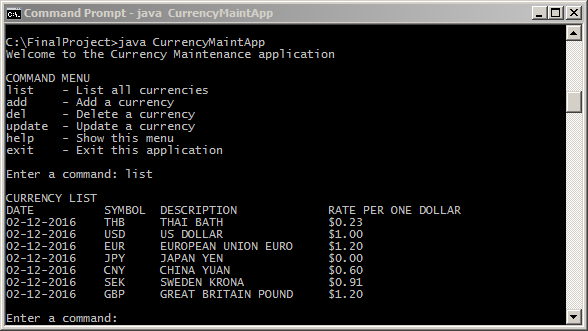 Command Prompt - java  CurrencyMaintApp
C:\FinalProject>java CurrencyMaintApp
Welcome to the Currency Maintenance application
COMMAND MENU
list    - List all currencies
add     - Add a currency
del     - Delete a currency
update  - Update a currency
help    - Show this menu
exit    - Exit this application
Enter a command: list
CURRENCY LIST
DATE          SYMBOL  DESCRIPTION             RATE PER ONE DOLLAR
02-12-2016    THB     THAI BATH               $0.23
02-12-2016    USD     US DOLLAR               $1.00
02-12-2016    EUR     EUROPEAN UNION EURO     $1.20
02-12-2016    JPY     JAPAN YEN               $0.00
02-12-2016    CNY     CHINA YUAN              $0.60
02-12-2016    SEK     SWEDEN KRONA            $0.91
02-12-2016    GBP     GREAT BRITAIN POUND     $1.20
Enter a command: